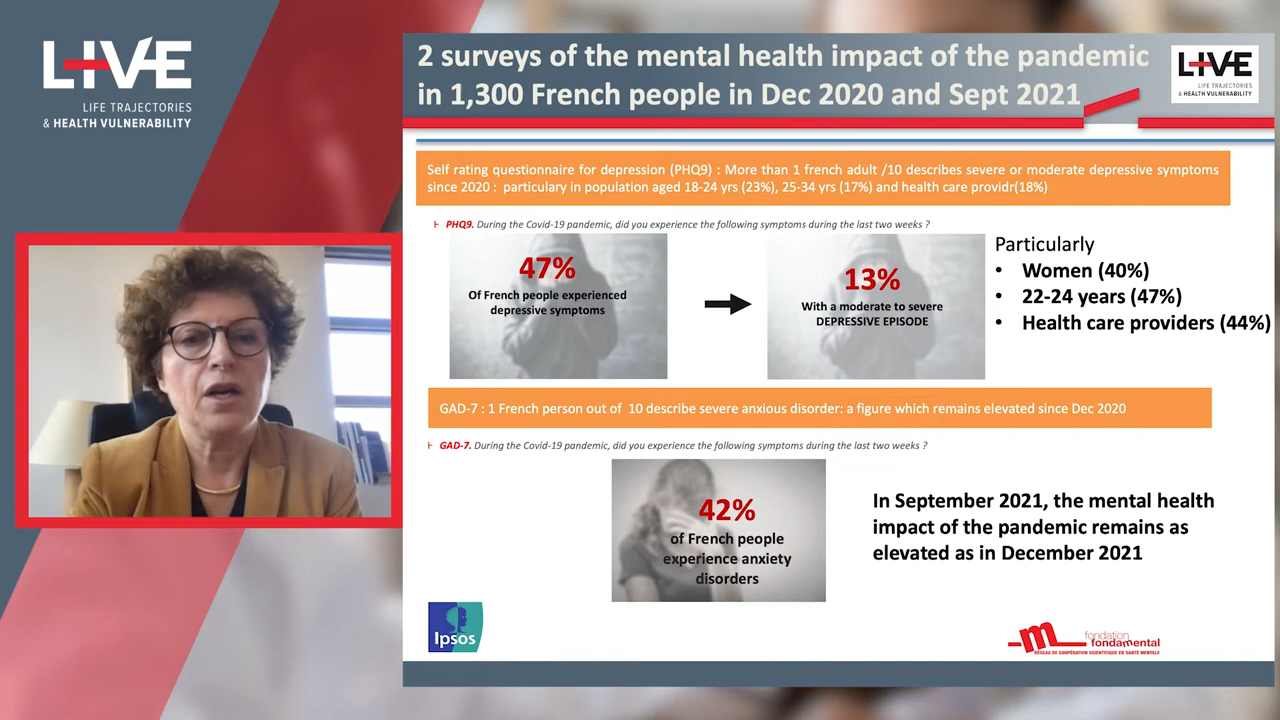 LIVE
LIFE TRAJECTORIES
& HEALTH VULNERABILITY
2 surveys of the mental health impact of the pandemic
in 1,300 French people in Dec 2020 and Sept 2021
LIVE
LIFE TRAJECTORIES
& HEALTH VULNERABILITY
Self rating questionnaire for depression (PHQ9) : More than 1 french adult /10 describes severe or moderate depressive symptoms
since 2020 : particulary in population aged 18-24 yrs (23%), 25-34 yrs (17%) and health care providr(18%)
PHQ9. During the Covid-19 pandemic, did you experience the following symptoms during the last two weeks ?
47%
Of French people experienced
depressive symptoms
13%
With a moderate to severe
DEPRESSIVE EPISODE
Particularly
• Women (40%)
• 22-24 years (47%)
• Health care providers (44%)
GAD-7 : 1 French person out of 10 describe severe anxious disorder: a figure which remains elevated since Dec 2020
GAD-7. During the Covid-19 pandemic, did you experience the following symptoms during the last two weeks ?
42%
of French people
experience anxiety
disorders
In September 2021, the mental health
impact of the pandemic remains as
elevated as in December 2021
Ipsos
fondation
fondamental
RÉSEAU DE COOPÉRATION SCIENTIFIQUE EN SANTÉ MENTALE